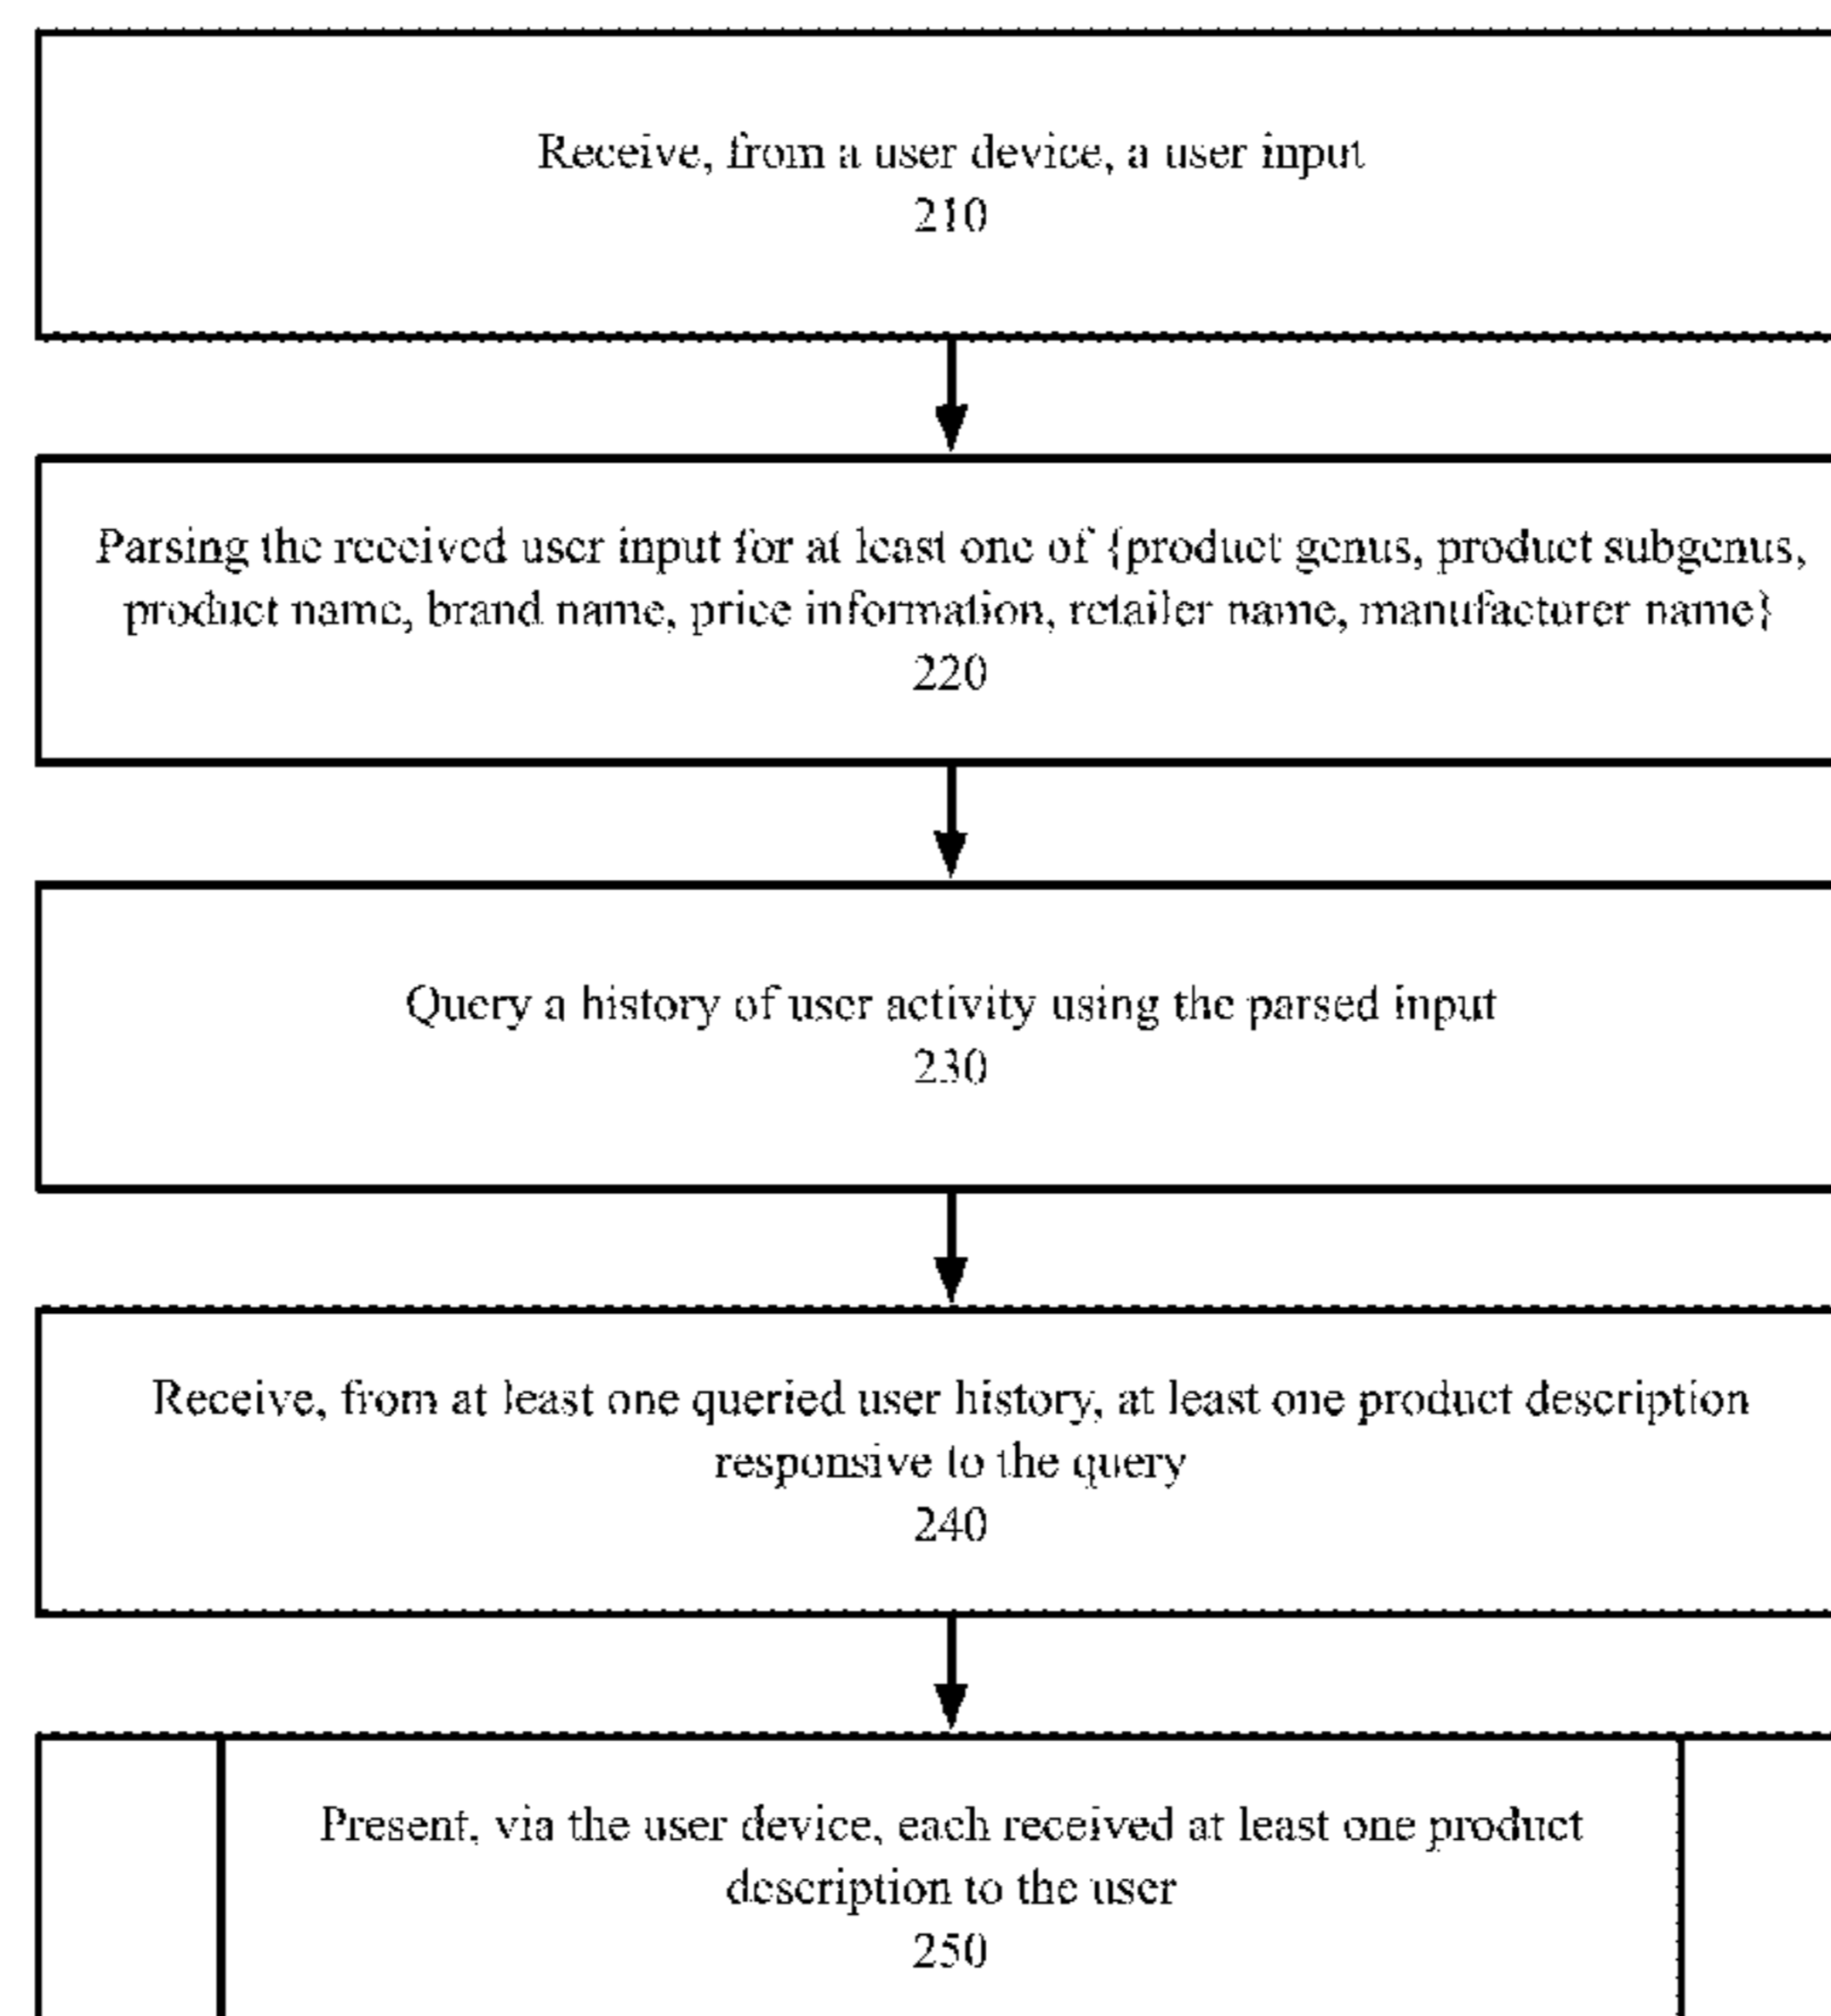 Receive, from a user device, a user input
210
Parsing the received user input for at least one of {product genus, product subgenus,
product name, brand name, price information, retailer name, manufacturer name}
220
Query a history of user activity using the parsed input
230
Receive, from at least one queried user history, at least one product description
responsive to the query
240
Present, via the user device, each received at least one product
description to the user
250